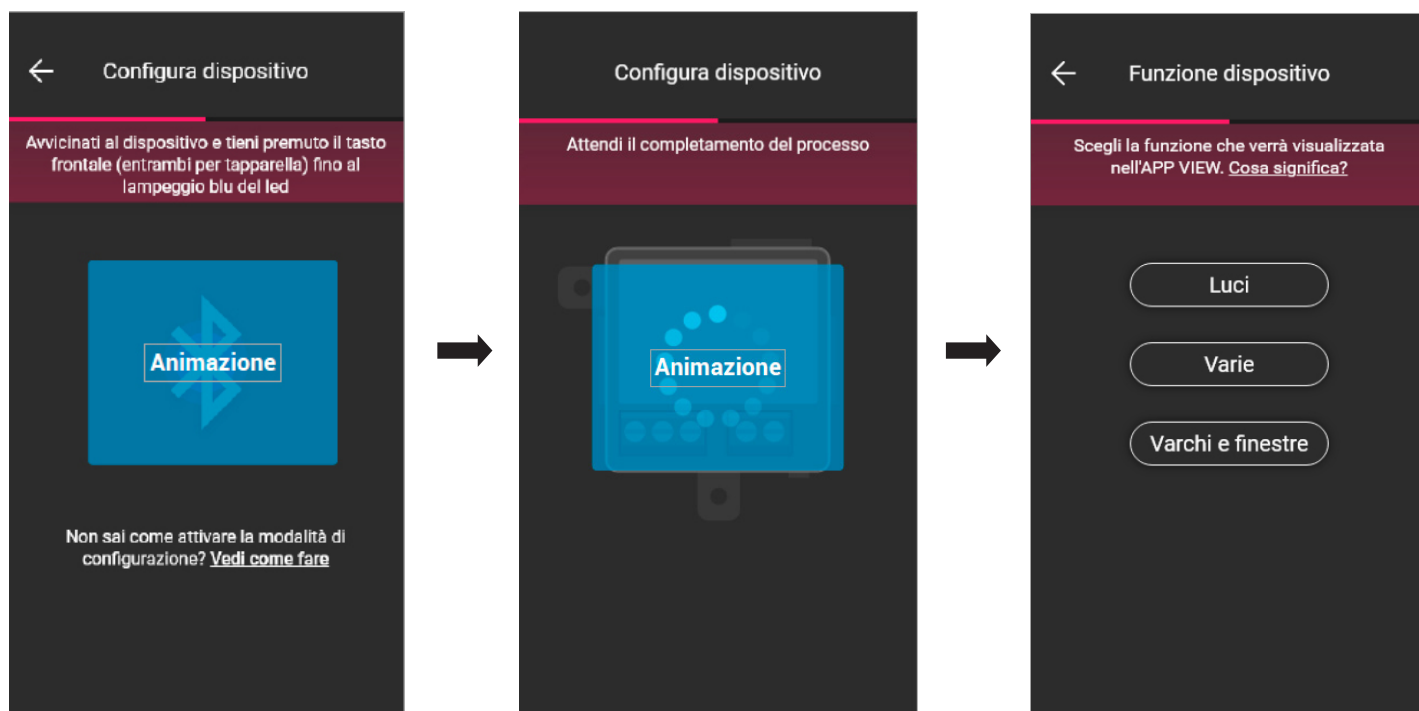 Configura dispositivo
Avvicinati al dispositivo e tieni premuto il tasto
frontale (entrambi per tapparella) fino al
lampeggio blu del led
Animazione
Non sai come attivare la modalità di
configurazione? Vedi come fare
Configura dispositivo
Attendi il completamento del processo
Animazione
Funzione dispositivo
Scegli la funzione che verrà visualizzata
nell'APP VIEW. Cosa significa?
Luci
Varie
Varchi e finestre